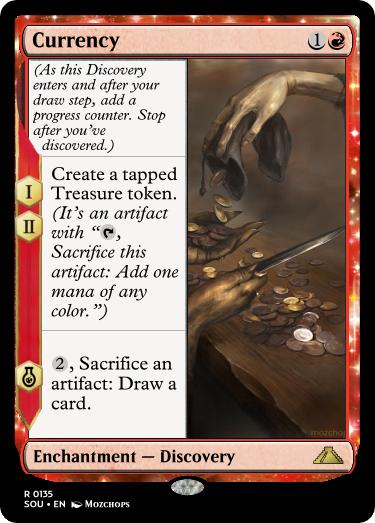 Currency 1
(As this Discovery
enters and after your
draw step, add a
progress counter. Stop
after you've
discovered.)
I
II
Create a tapped
Treasure token.
(It's an artifact
with “,
Sacrifice this
artifact: Add one
mana of any
color.”)
2, Sacrifice an
artifact: Draw a
card.
mozchops
Enchantment — Discovery
R 0135
SOU • EN Mozchops